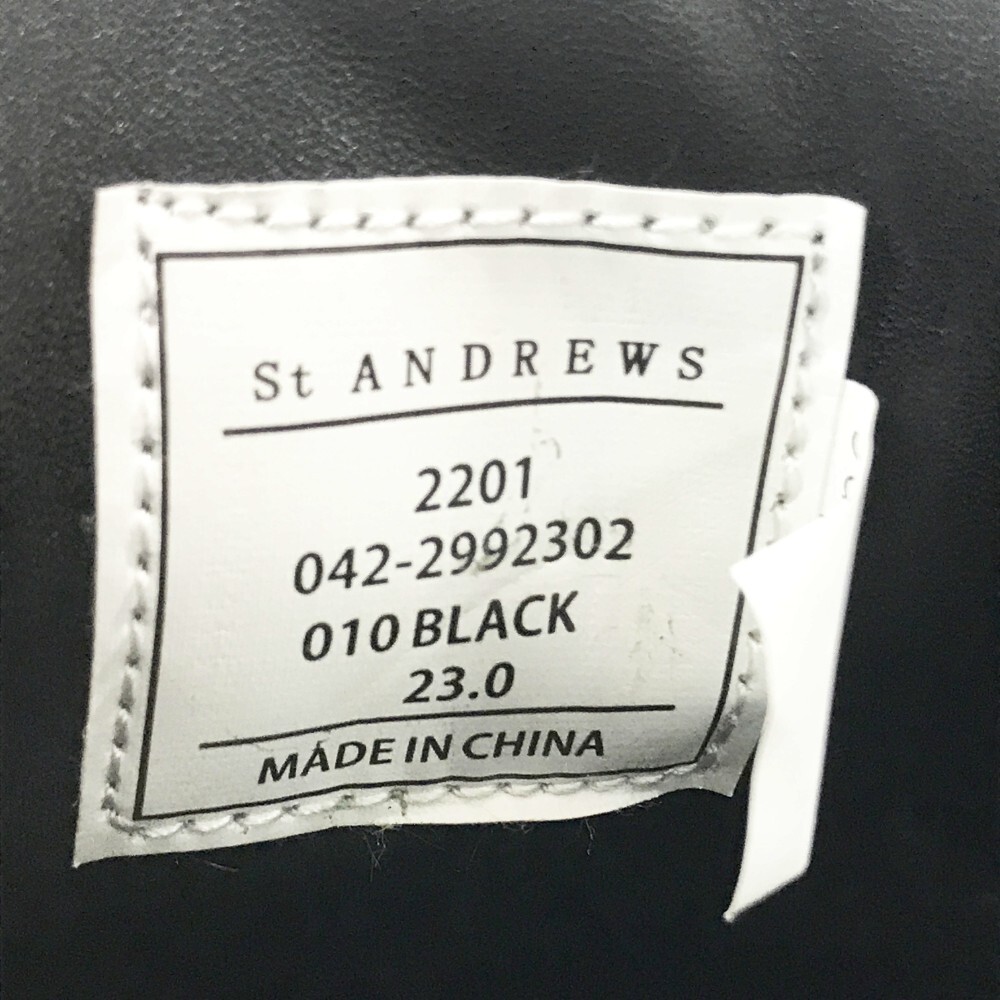 St ANDREWS
2201
042-2992302
010 BLACK
23.0
MADE IN CHINA